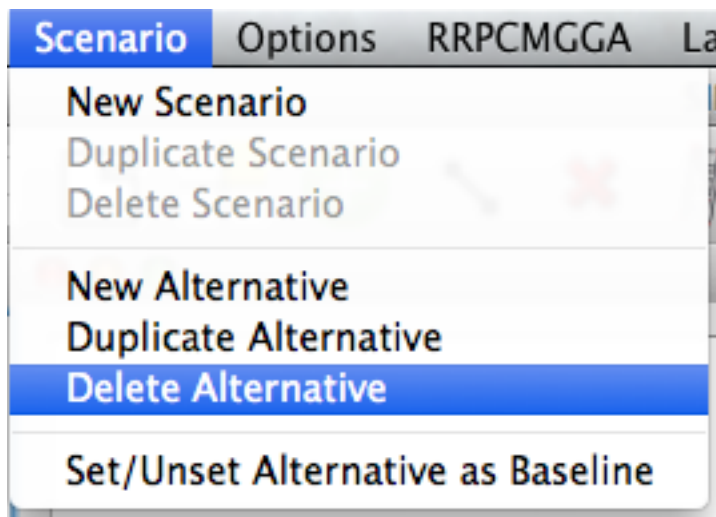 Scenario Options RRPCMGGA La
New Scenario
Duplicate Scenario
Delete Scenario
New Alternative
Duplicate Alternative
Delete Alternative
Set/Unset Alternative as Baseline